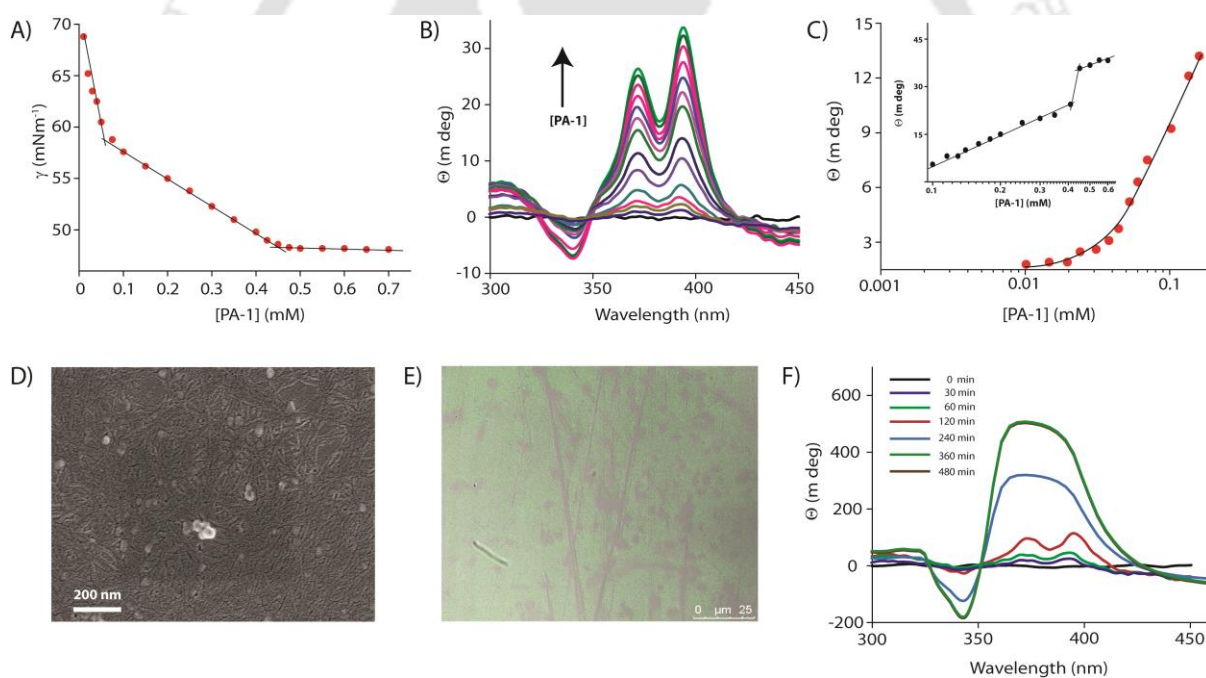 A)
γ (mNm⁻¹)
70
65
60
55
50
0 0.1 0.2 0.3 0.4 0.5 0.6 0.7
[PA-1] (mM)
B)
Θ (m deg)
30
20
10
0
-10
[PA-1]
300 350 400 450
Wavelength (nm)
C)
Θ (m deg)
15
12
9
6
3
0.001 0.01 0.1
[PA-1] (mM)
Θ (m deg)
45
30
15
0.1 0.2 0.3 0.4 0.5 0.6
[PA-1] (mM)
D)
200 nm
E)
0 µm 25
F)
Θ (m deg)
600
400
200
0
-200
0 min
30 min
60 min
120 min
240 min
360 min
480 min
300 350 400 450
Wavelength (nm)